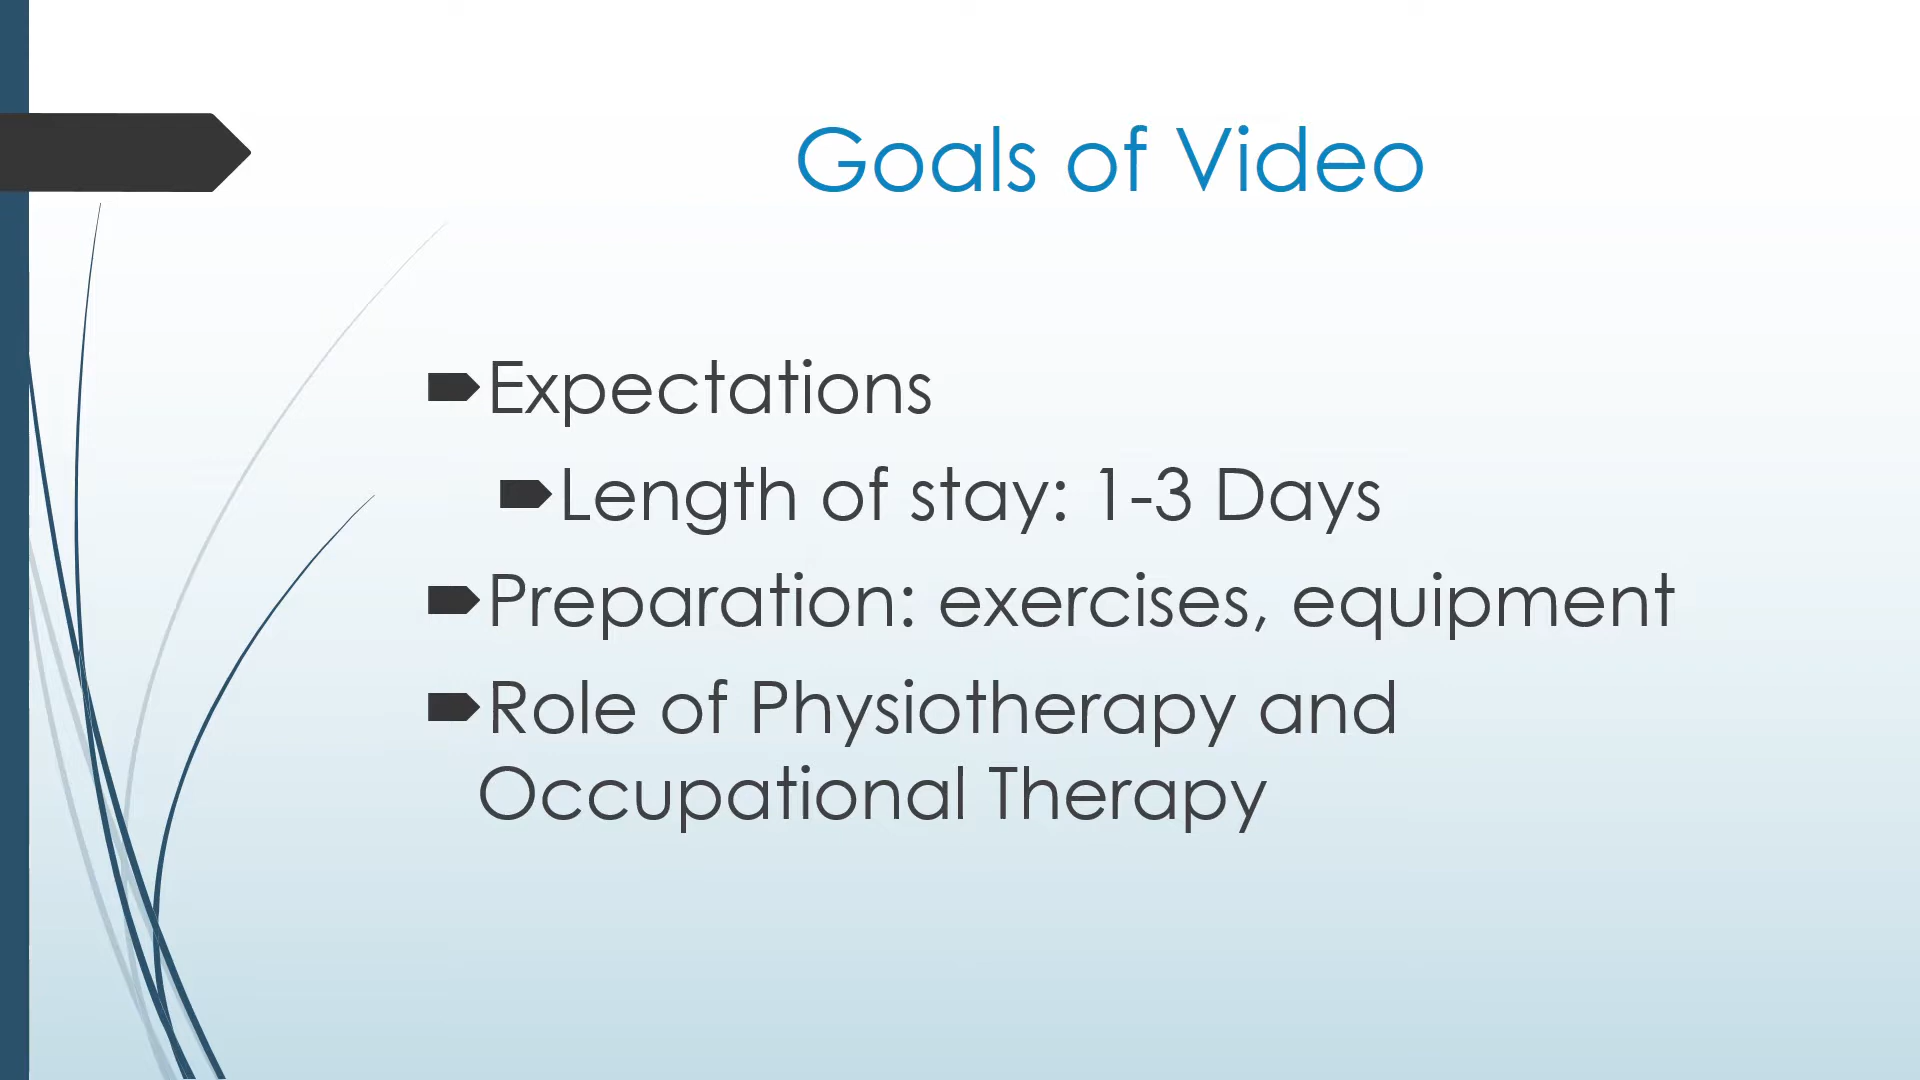 Goals of Video
Expectations
Length of stay: 1-3 Days
Preparation: exercises, equipment
Role of Physiotherapy and
Occupational Therapy